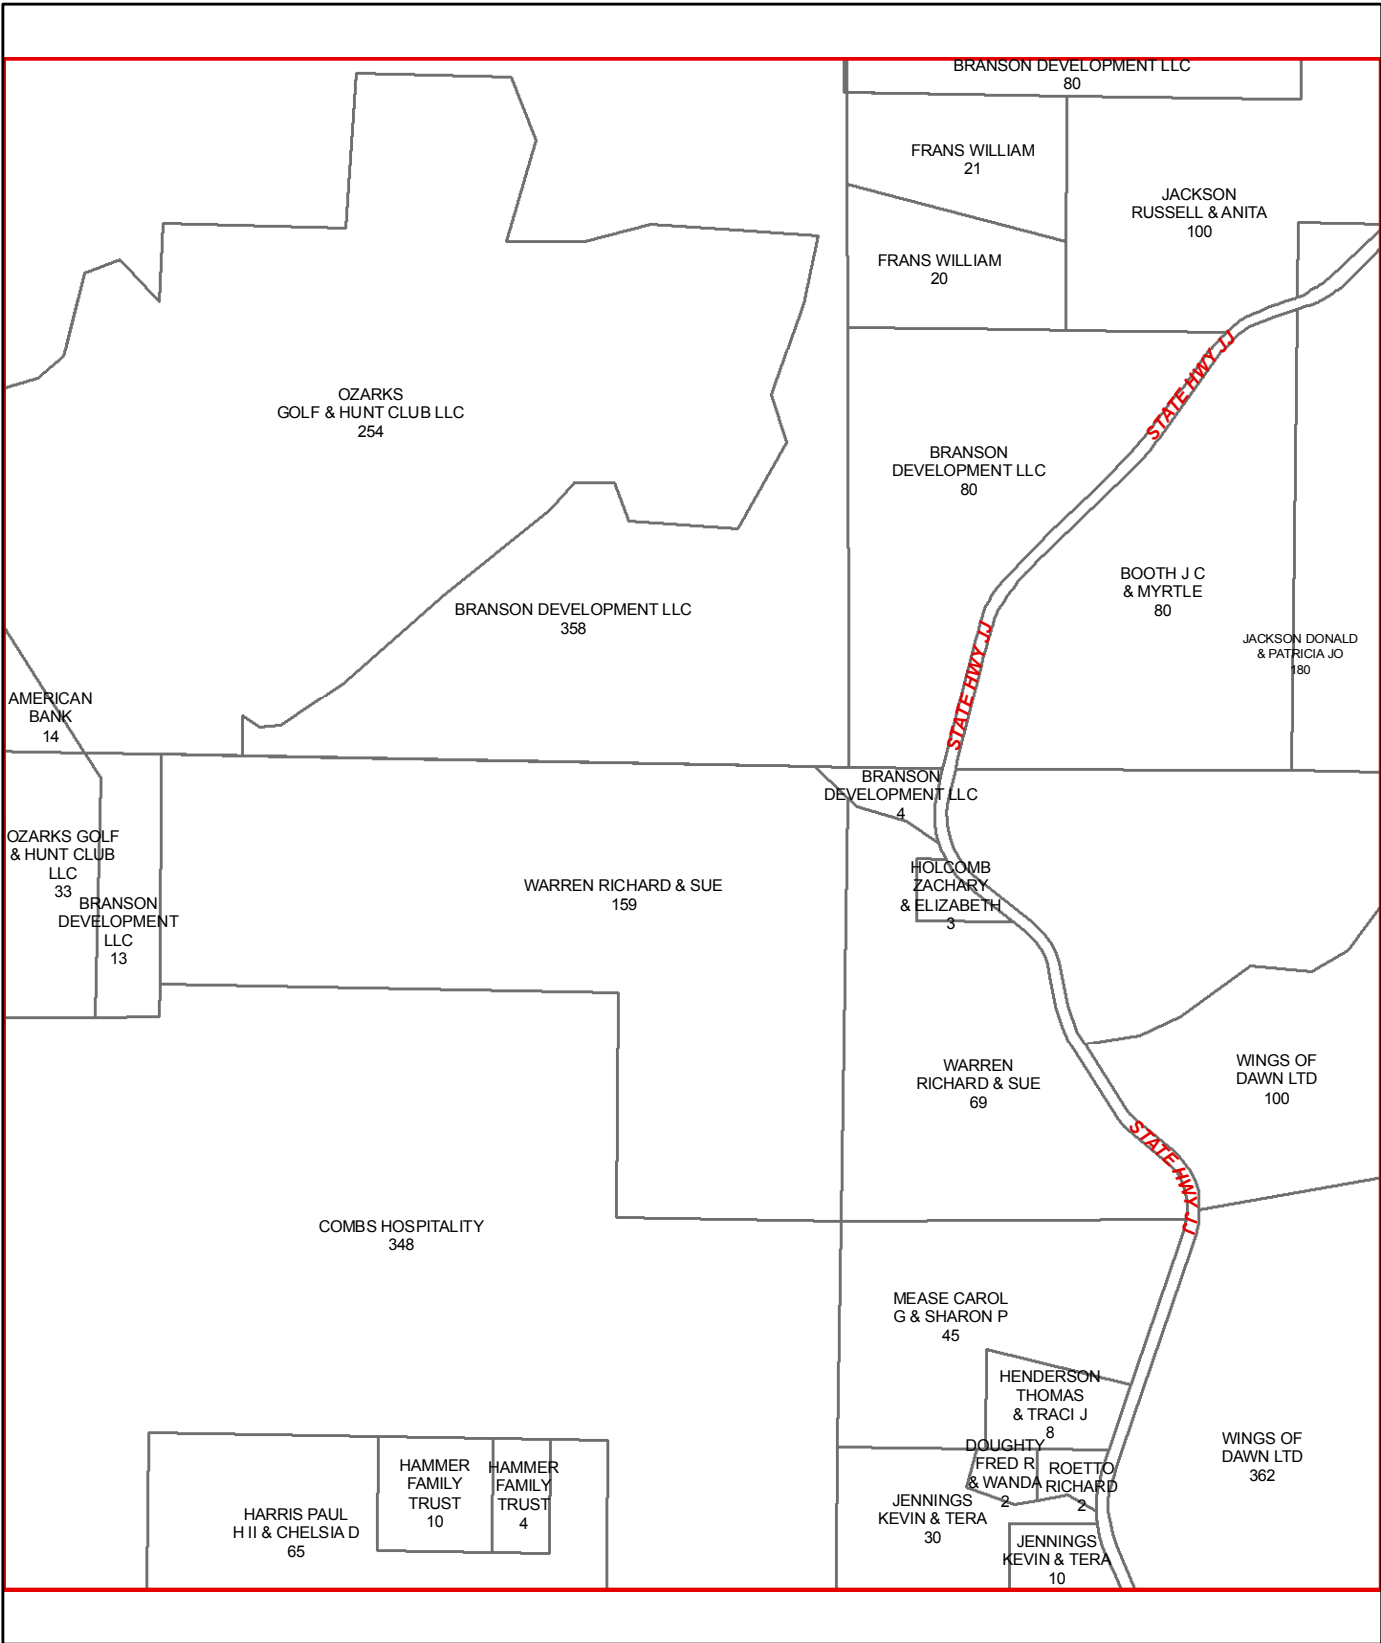 BRANSON DEVELOPMENT LLC
80
FRANS WILLIAM
21
JACKSON
RUSSELL & ANITA
100
FRANS WILLIAM
20
STATE HWY JJ
OZARKS
GOLF & HUNT CLUB LLC
254
BRANSON
DEVELOPMENT LLC
80
BOOTH J C
& MYRTLE
80
BRANSON DEVELOPMENT LLC
358
STATE HWY JJ
JACKSON DONALD
& PATRICIA JO
180
AMERICAN
BANK
14
BRANSON
DEVELOPMENT LLC
4
OZARKS GOLF
& HUNT CLUB
LLC
33
BRANSON
DEVELOPMENT
LLC
13
WARREN RICHARD & SUE
159
HOLCOMB
ZACHARY
& ELIZABETH
3
WARREN
RICHARD & SUE
69
WINGS OF
DAWN LTD
100
STATE HWY JJ
COMBS HOSPITALITY
348
MEASE CAROL
G & SHARON P
45
HENDERSON
THOMAS
& TRACI J
8
DOUGHTY
FRED R
& WANDA
2
ROETTO
RICHARD
2
WINGS OF
DAWN LTD
362
HARRIS PAUL
H II & CHELSIA D
65
HAMMER
FAMILY
TRUST
10
HAMMER
FAMILY
TRUST
4
JENNINGS
KEVIN & TERA
30
JENNINGS
KEVIN & TERA
10